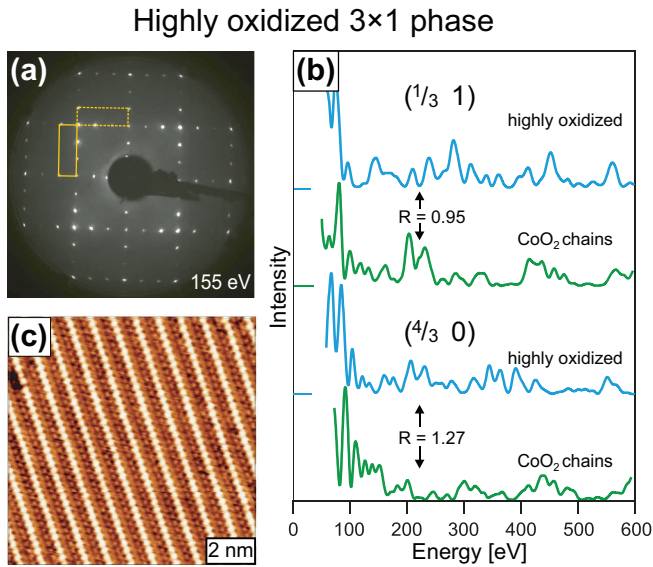 Highly oxidized 3×1 phase
(a)
155 eV
(b)
(1/3 1)
highly oxidized
R = 0.95
CoO2 chains
(4/3 0)
highly oxidized
R = 1.27
CoO2 chains
Intensity
0 100 200 300 400 500 600
Energy [eV]
(c)
2 nm